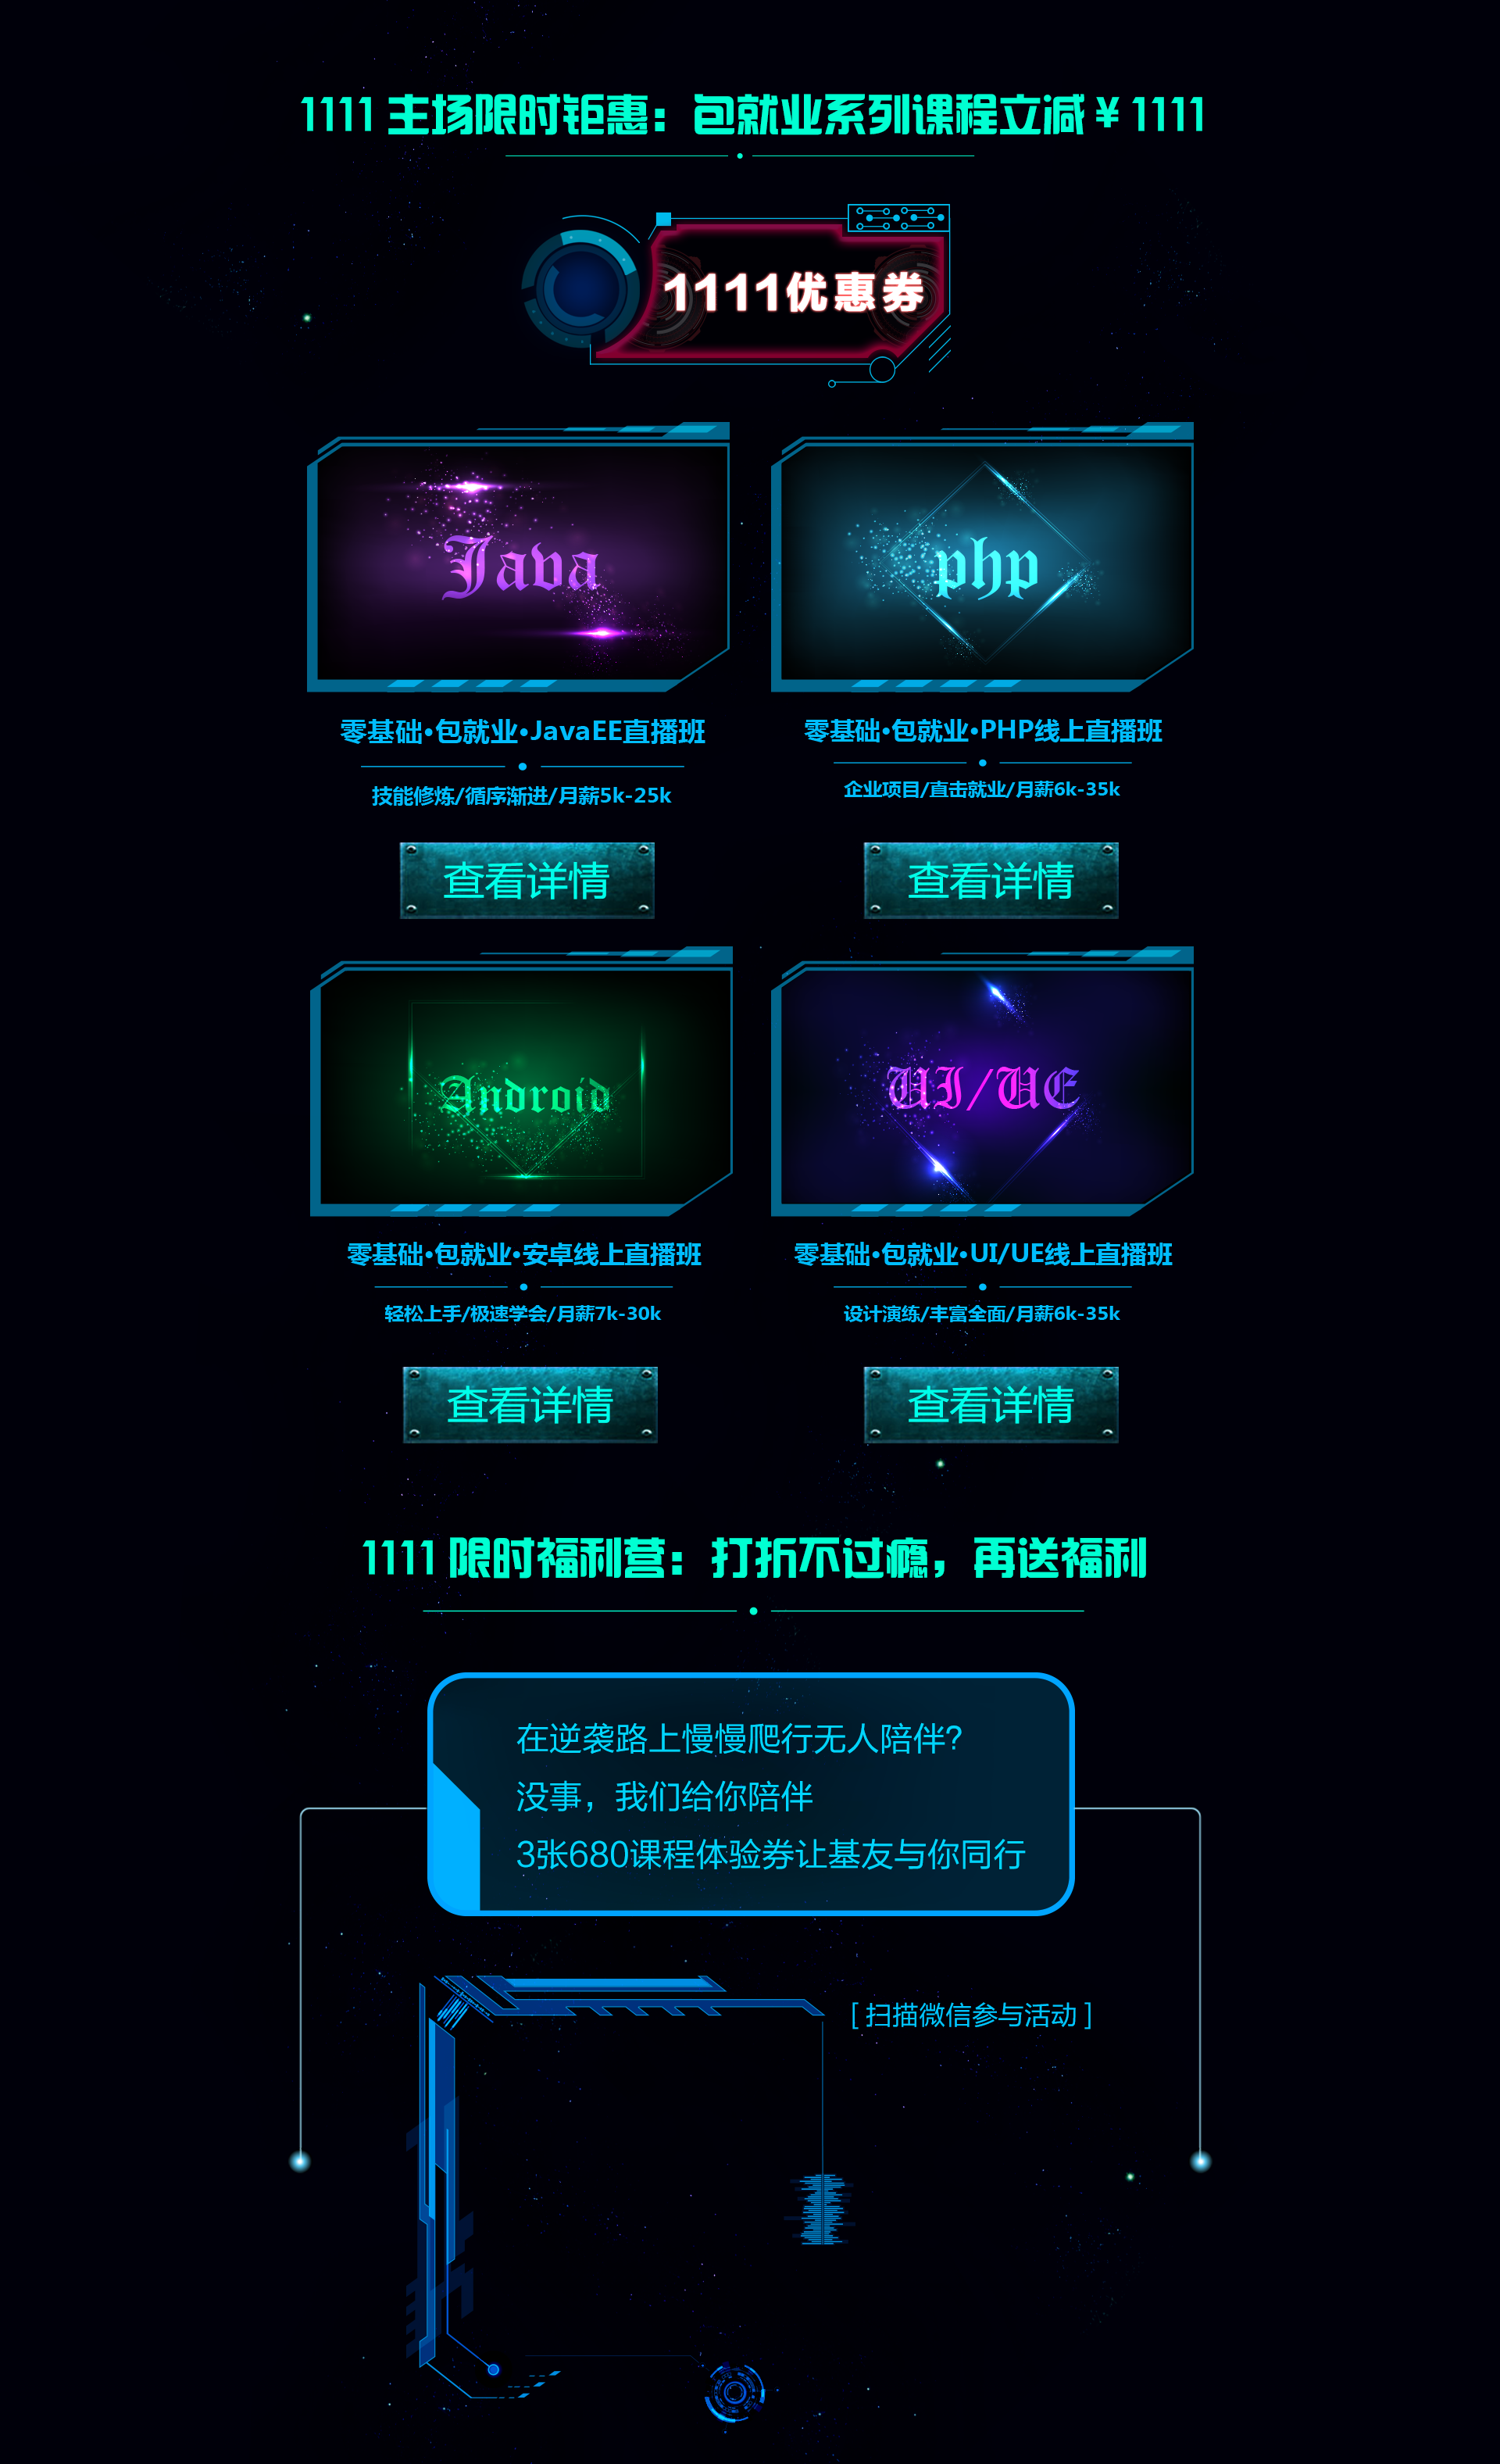 1111 主场限时钜惠：包就业系列课程立减￥1111
1111优惠券
Java
php
零基础·包就业·JavaEE直播班
零基础·包就业·PHP线上直播班
技能修炼/循序渐进/月薪5k-25k
企业项目/直击就业/月薪6k-35k
查看详情
查看详情
Android
UI/UE
零基础·包就业·安卓线上直播班
零基础·包就业·UI/UE线上直播班
轻松上手/极速学会/月薪7k-30k
设计演练/丰富全面/月薪6k-35k
查看详情
查看详情
1111 限时福利营：打折不过瘾，再送福利
在逆袭路上慢慢爬行无人陪伴？
没事，我们给你陪伴
3张680课程体验券让基友与你同行
[ 扫描微信参与活动 ]